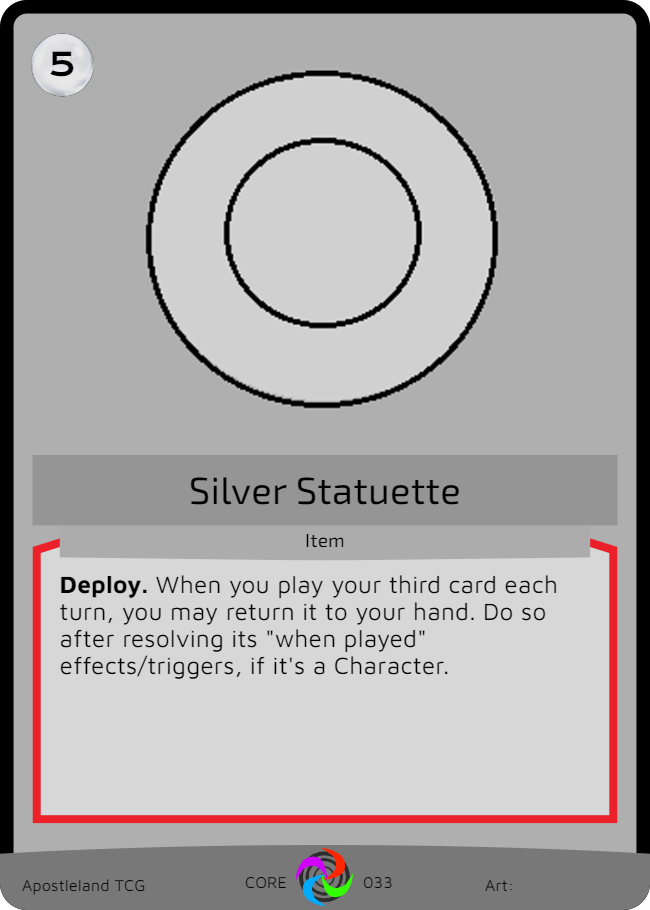 5
Silver Statuette
Item
Deploy. When you play your third card each
turn, you may return it to your hand. Do so
after resolving its "when played"
effects/triggers, if it's a Character.
Apostleland TCG
CORE 033
Art: